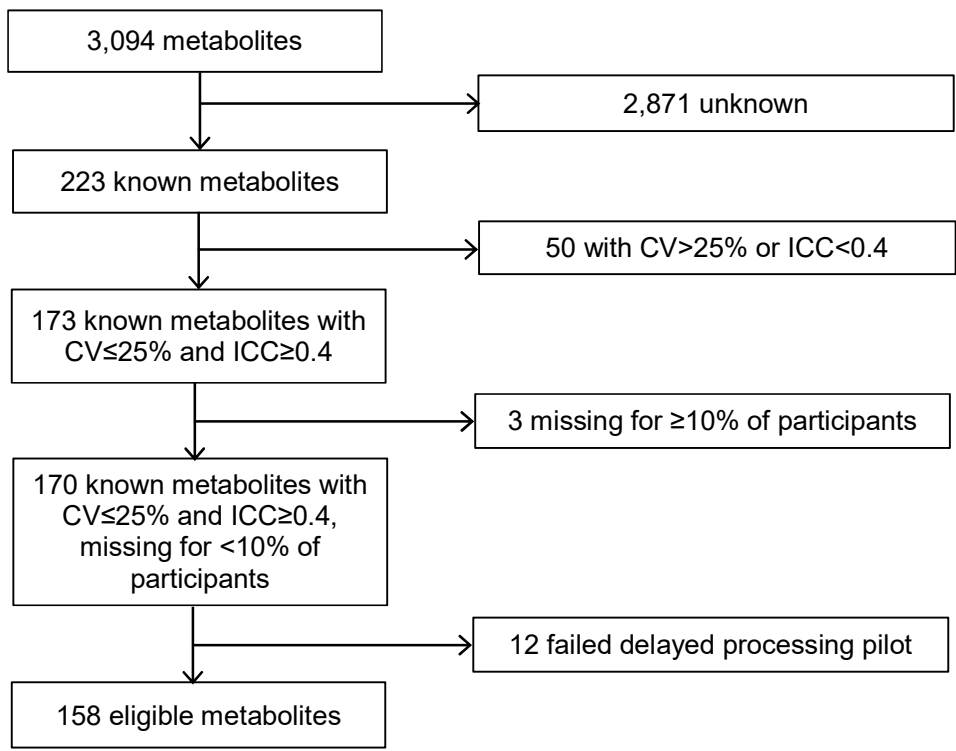 3,094 metabolites
2,871 unknown
223 known metabolites
50 with CV>25% or ICC<0.4
173 known metabolites with
CV≤25% and ICC≥0.4
3 missing for ≥10% of participants
170 known metabolites with
CV≤25% and ICC≥0.4,
missing for <10% of
participants
12 failed delayed processing pilot
158 eligible metabolites